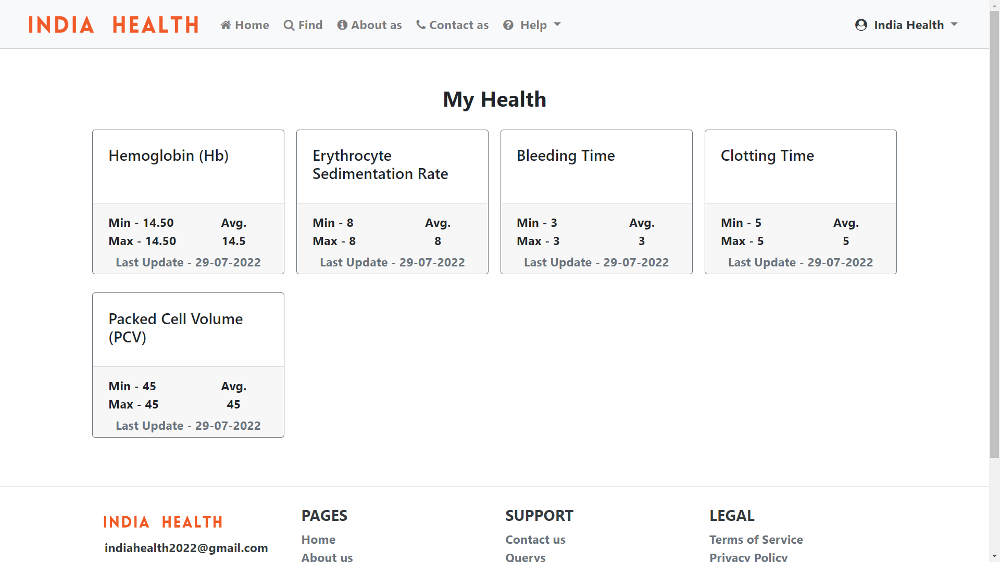 INDIA HEALTH Home Find About as Contact as Help India Health
My Health
Hemoglobin (Hb)
Min - 14.50 Avg.
Max - 14.50 14.5
Last Update - 29-07-2022
Erythrocyte
Sedimentation Rate
Min - 8 Avg.
Max - 8 8
Last Update - 29-07-2022
Bleeding Time
Min - 3 Avg.
Max - 3 3
Last Update - 29-07-2022
Clotting Time
Min - 5 Avg.
Max - 5 5
Last Update - 29-07-2022
Packed Cell Volume
(PCV)
Min - 45 Avg.
Max - 45 45
Last Update - 29-07-2022
INDIA HEALTH
indiahealth2022@gmail.com
PAGES
Home
About us
SUPPORT
Contact us
Querys
LEGAL
Terms of Service
Privacy Policy